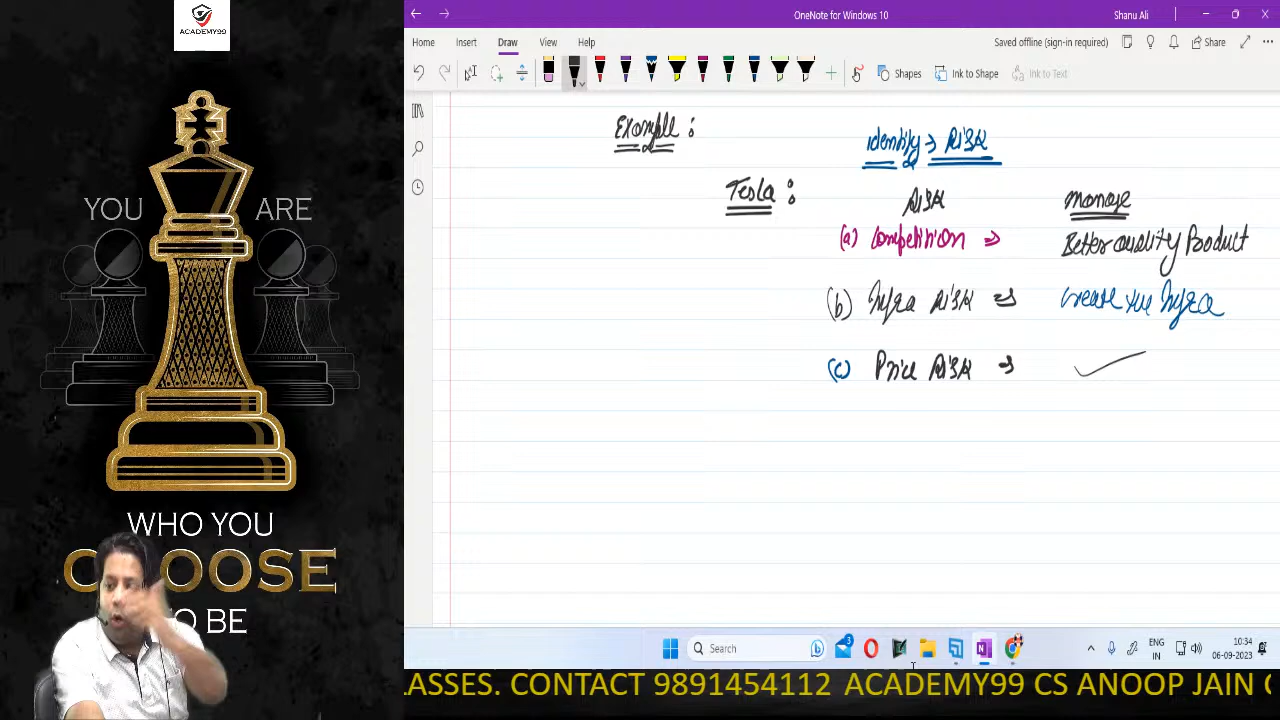 ACADEMY99
YOU ARE
WHO YOU
CHOOSE
TO BE
OneNote for Windows 10
Shanu Ali
Home Insert Draw View Help
Saved offline (sign-in required)
Share
Shapes
Ink to Shape
Ink to Text
Example :
identify → Risk
Tesla :
Risk
Manage
(a) Competition ⇒ Better quality Product
(b) Infra Risk ⇒ Create the Infra
(c) Price Risk ⇒ ✓
Search
3
ENG
IN
10:34
06-09-2023
LASSES. CONTACT 9891454112 ACADEMY99 CS ANOOP JAIN C